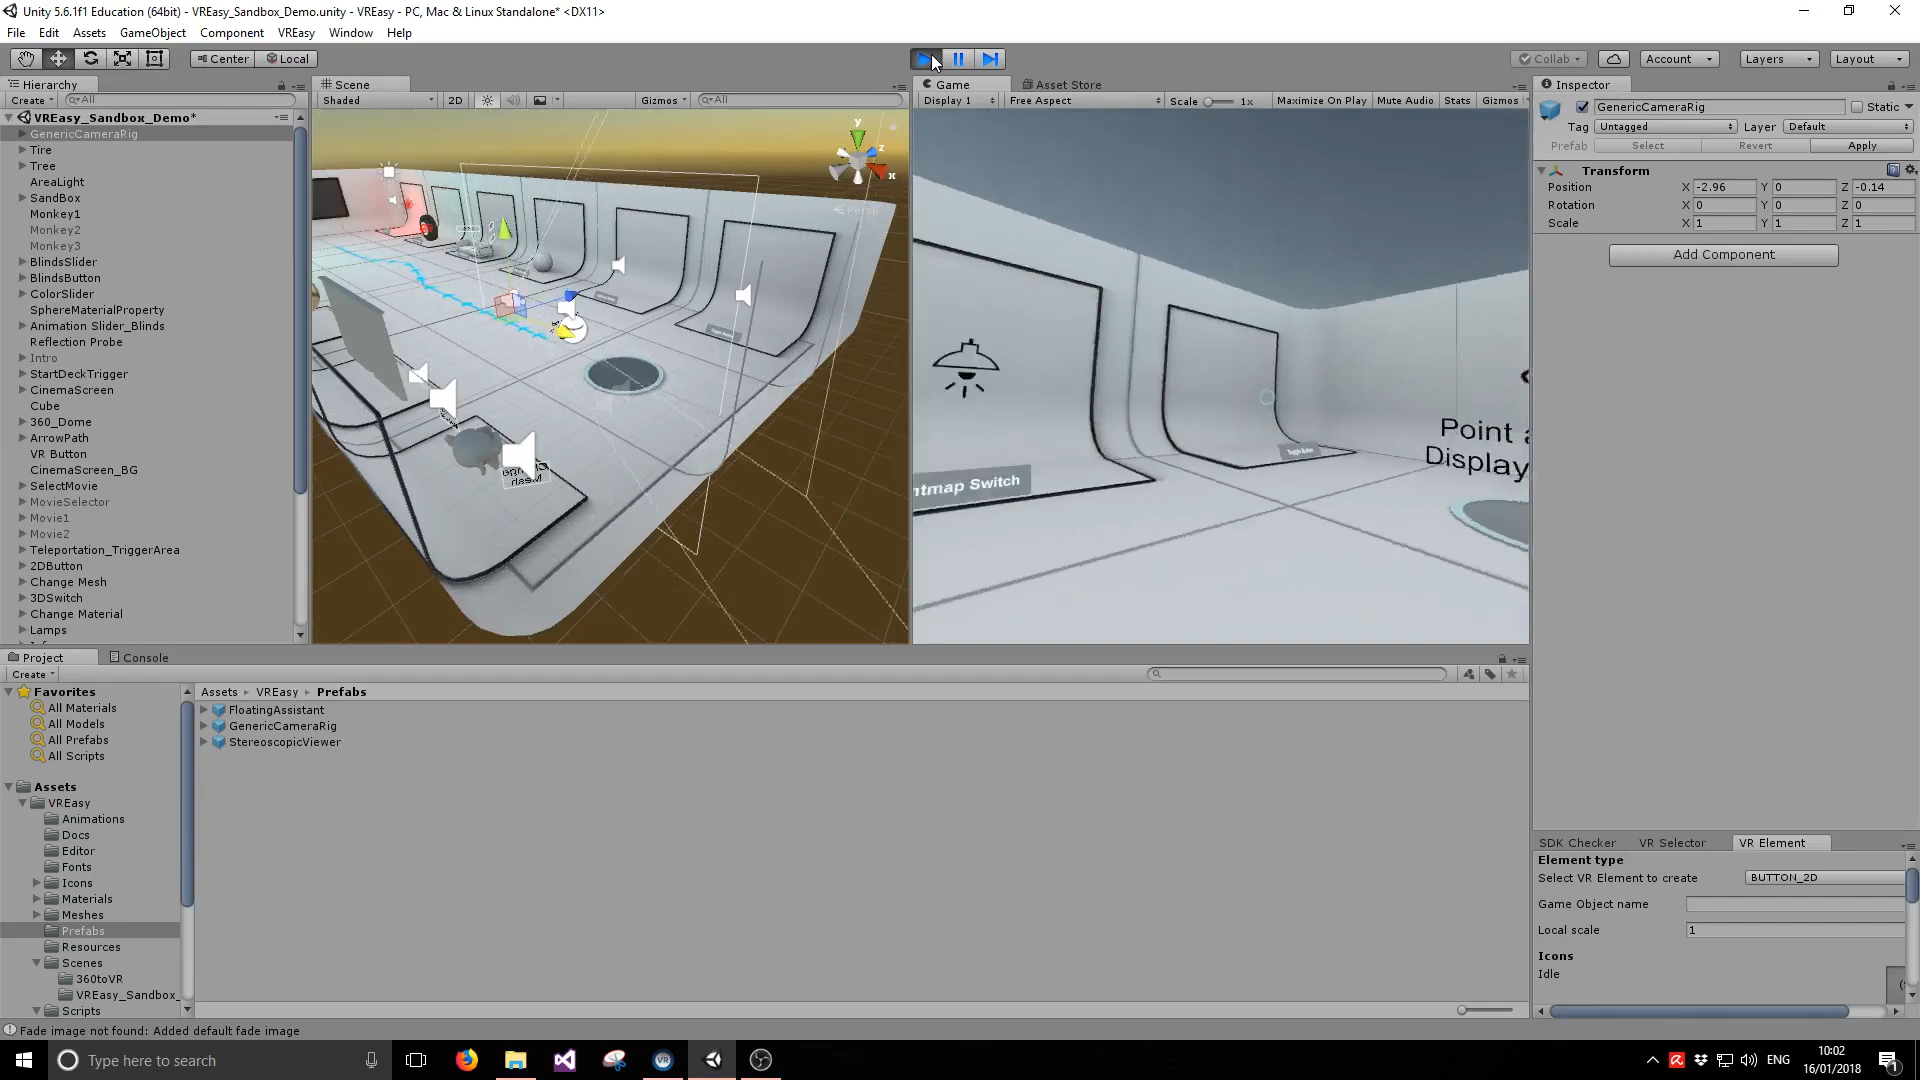 Unity 5.6.1f1 Education (64bit) - VREasy_Sandbox_Demo.unity - VREasy - PC, Mac & Linux Standalone* <DX11>
File Edit Assets GameObject Component VREasy Window Help
Center Local Collab Account Layers Layout
Hierarchy
Create All
VREasy_Sandbox_Demo*
GenericCameraRig
Tire
Tree
AreaLight
SandBox
Monkey1
Monkey2
Monkey3
BlindsSlider
BlindsButton
ColorSlider
SphereMaterialProperty
Animation Slider_Blinds
Reflection Probe
Intro
StartDeckTrigger
CinemaScreen
Cube
360_Dome
ArrowPath
VR Button
CinemaScreen_BG
SelectMovie
MovieSelector
Movie1
Movie2
Teleportation_TriggerArea
2DButton
Change Mesh
3DSwitch
Change Material
Lamps
Scene
Shaded 2D Gizmos All
y
z
x
Persp
Game Asset Store
Display 1 Free Aspect Scale 1x Maximize On Play Mute Audio Stats Gizmos
ntmap Switch
Toggle Button
Point a
Display
Inspector
GenericCameraRig Static
Tag Untagged Layer Default
Prefab Select Revert Apply
Transform
Position X -2.96 Y 0 Z -0.14
Rotation X 0 Y 0 Z 0
Scale X 1 Y 1 Z 1
Add Component
Project Console
Create
Favorites
All Materials
All Models
All Prefabs
All Scripts
Assets
VREasy
Animations
Docs
Editor
Fonts
Icons
Materials
Meshes
Prefabs
Resources
Scenes
360toVR
VREasy_Sandbox_
Scripts
Assets VREasy Prefabs
FloatingAssistant
GenericCameraRig
StereoscopicViewer
SDK Checker VR Selector VR Element
Element type
Select VR Element to create BUTTON_2D
Game Object name
Local scale 1
Icons
Idle
Fade image not found: Added default fade image
Type here to search
VR
ENG
10:02
16/01/2018
1